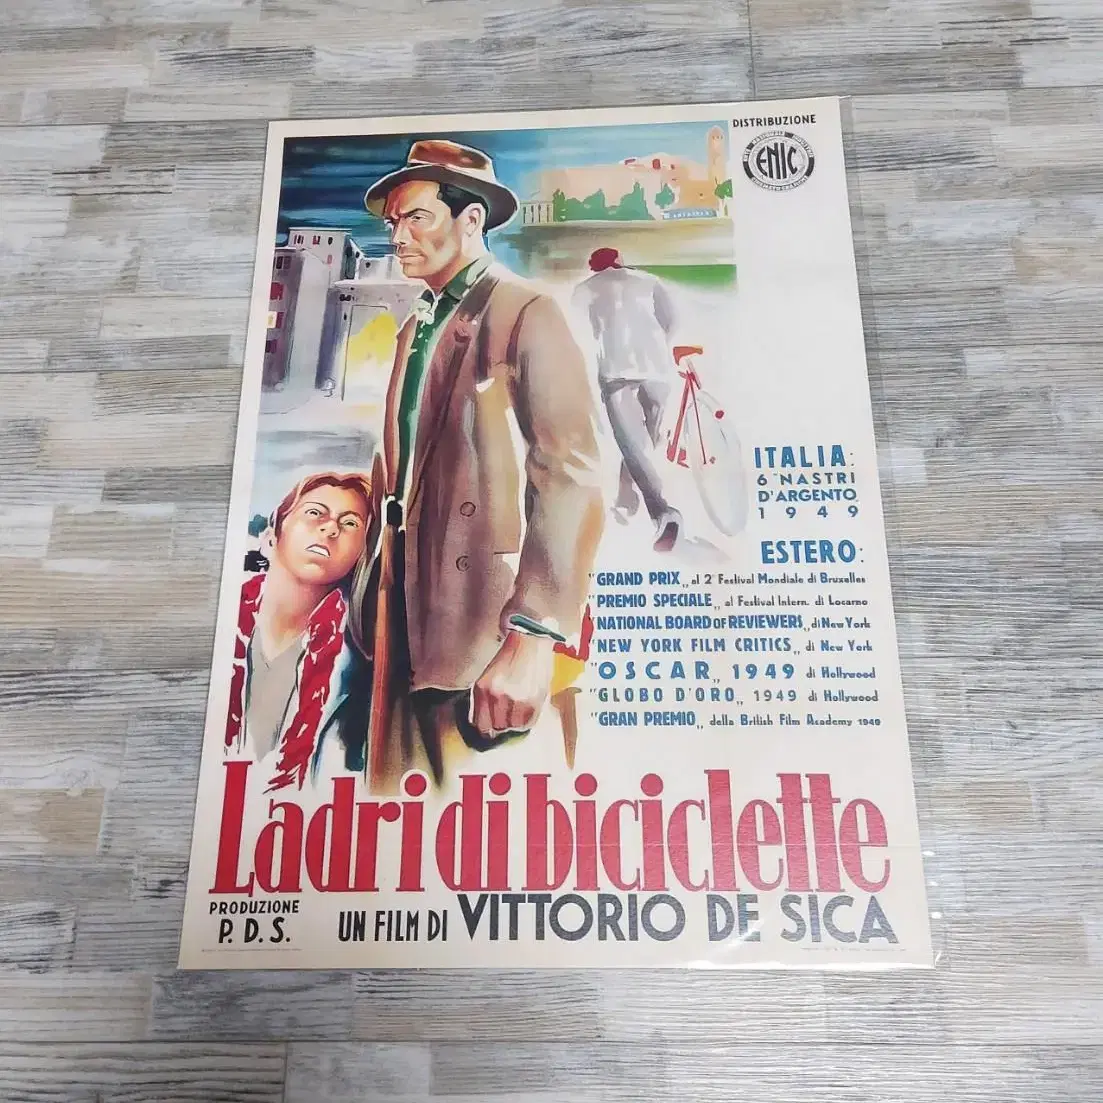 DISTRIBUZIONE
ENIC
ITALIA:
6 NASTRI
D'ARGENTO
1949
ESTERO:
"GRAND PRIX„ al 2° Festival Mondiale di Bruxelles
"PREMIO SPECIALE„ al Festival Intern. di Locarno
"NATIONAL BOARD OF REVIEWERS„ di New York
"NEW YORK FILM CRITICS„ di New York
"OSCAR„ 1949 di Hollywood
"GLOBO D'ORO„ 1949 di Hollywood
"GRAN PREMIO„ della British Film Academy 1949
Ladri di biciclette
PRODUZIONE
P. D. S.
UN FILM DI VITTORIO DE SICA